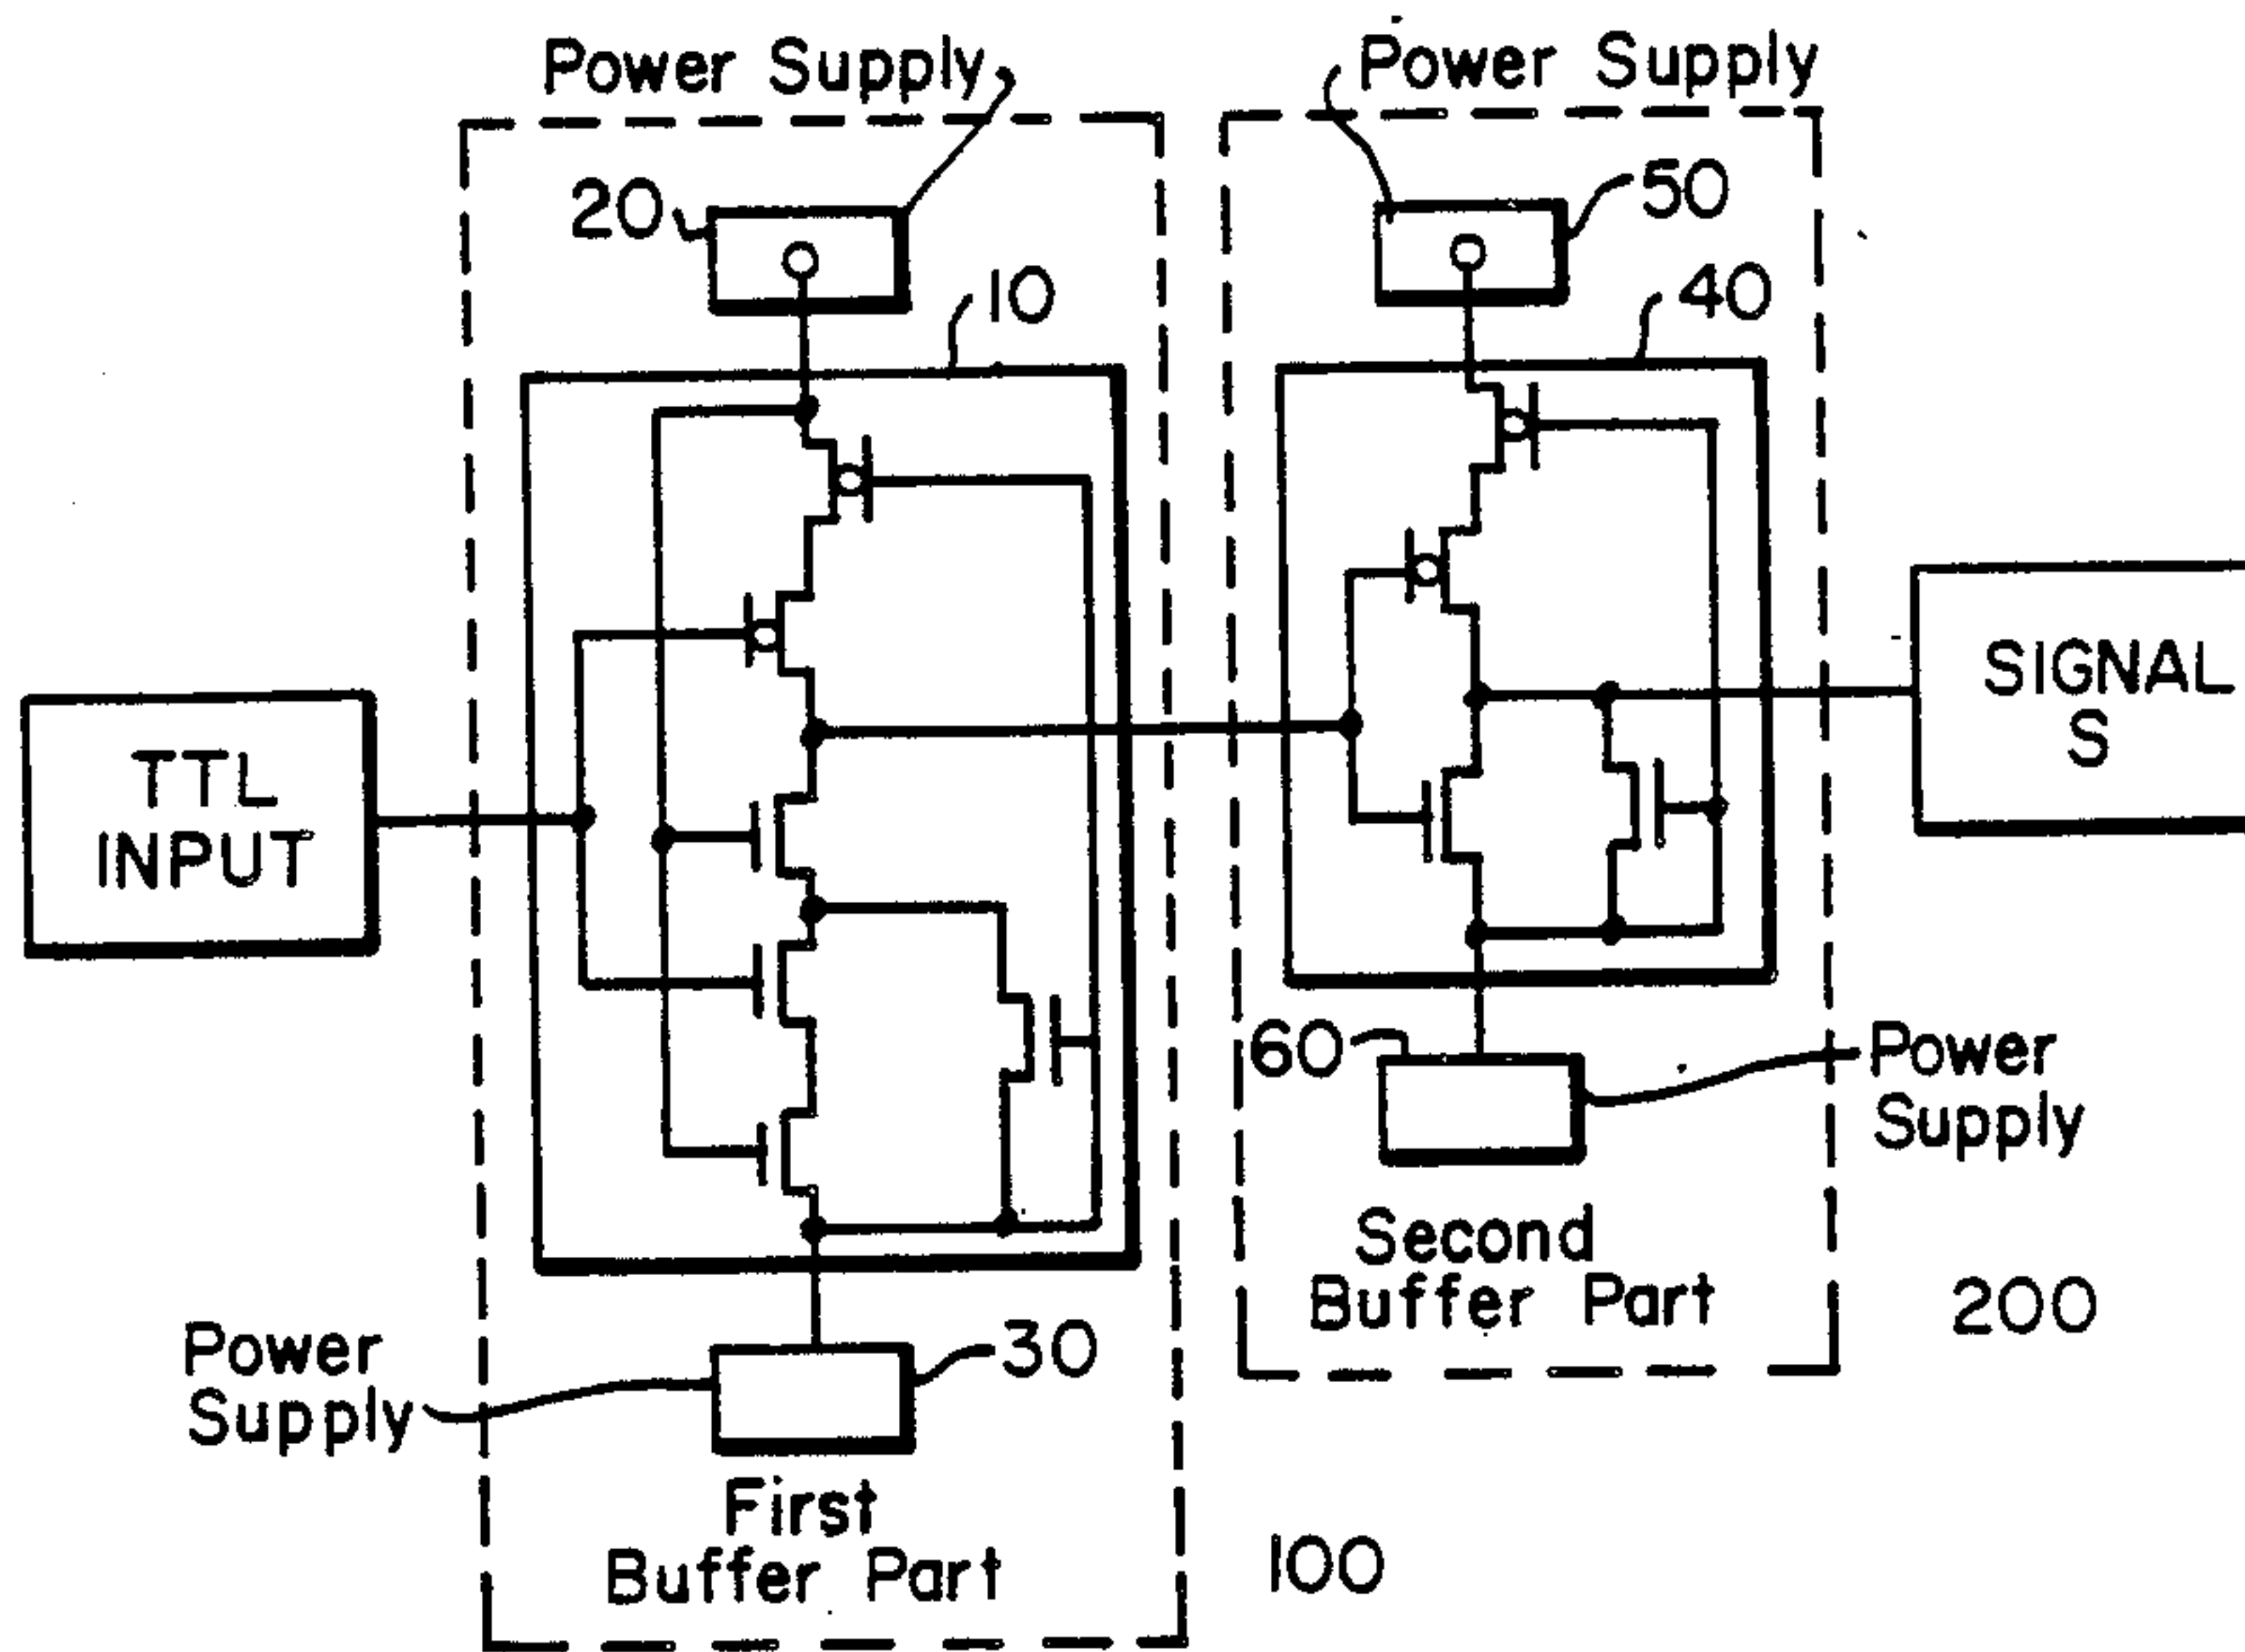 Power Supply
Power Supply
20
50
10
40
TTL
INPUT
SIGNAL
S
60
Power
Supply
Second
Buffer Part
200
Power
Supply
30
First
Buffer Part
100